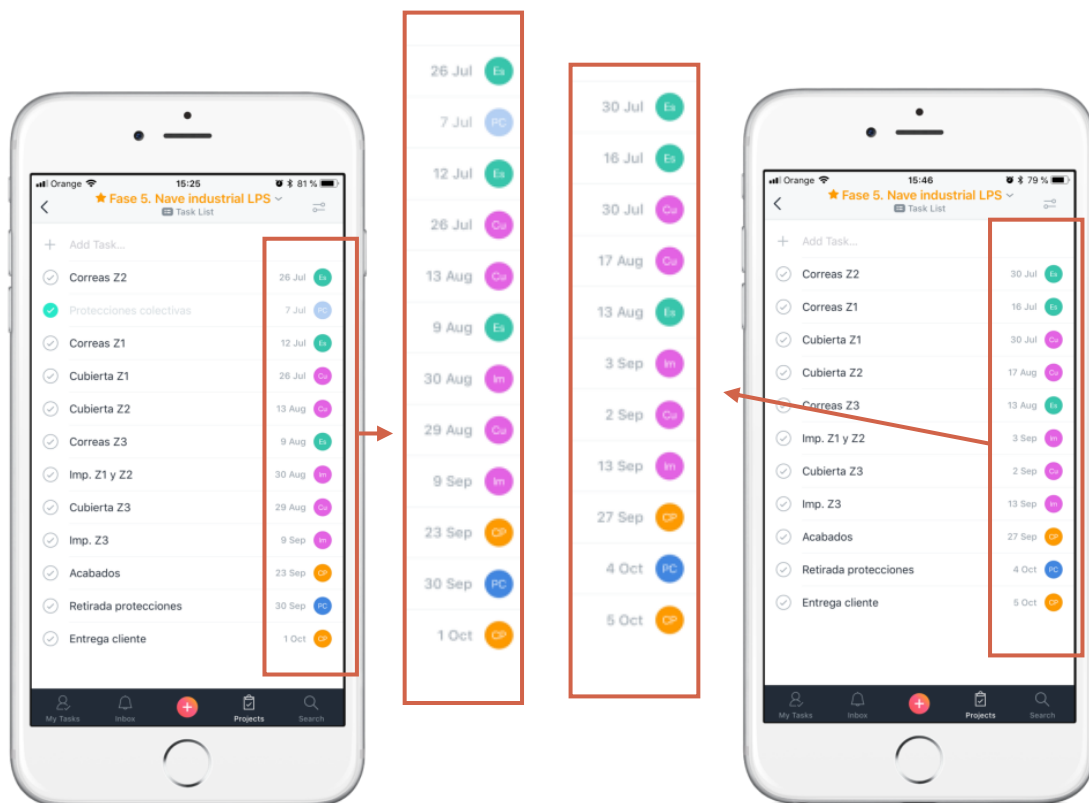 Orange 15:25 81 %
Fase 5. Nave industrial LPS
Task List
Add Task...
Correas Z2 26 Jul Es
Protecciones colectivas 7 Jul PC
Correas Z1 12 Jul Es
Cubierta Z1 26 Jul Cu
Cubierta Z2 13 Aug Cu
Correas Z3 9 Aug Es
Imp. Z1 y Z2 30 Aug Im
Cubierta Z3 29 Aug Cu
Imp. Z3 9 Sep Im
Acabados 23 Sep CP
Retirada protecciones 30 Sep PC
Entrega cliente 1 Oct CP
My Tasks Inbox Projects Search
26 Jul Es
7 Jul PC
12 Jul Es
26 Jul Cu
13 Aug Cu
9 Aug Es
30 Aug Im
29 Aug Cu
9 Sep Im
23 Sep CP
30 Sep PC
1 Oct CP
30 Jul Es
16 Jul Es
30 Jul Cu
17 Aug Cu
13 Aug Es
3 Sep Im
2 Sep Cu
13 Sep Im
27 Sep CP
4 Oct PC
5 Oct CP
Orange 15:46 79 %
Fase 5. Nave industrial LPS
Task List
Add Task...
Correas Z2 30 Jul Es
Correas Z1 16 Jul Es
Cubierta Z1 30 Jul Cu
Cubierta Z2 17 Aug Cu
Correas Z3 13 Aug Es
Imp. Z1 y Z2 3 Sep Im
Cubierta Z3 2 Sep Cu
Imp. Z3 13 Sep Im
Acabados 27 Sep CP
Retirada protecciones 4 Oct PC
Entrega cliente 5 Oct CP
My Tasks Inbox Projects Search